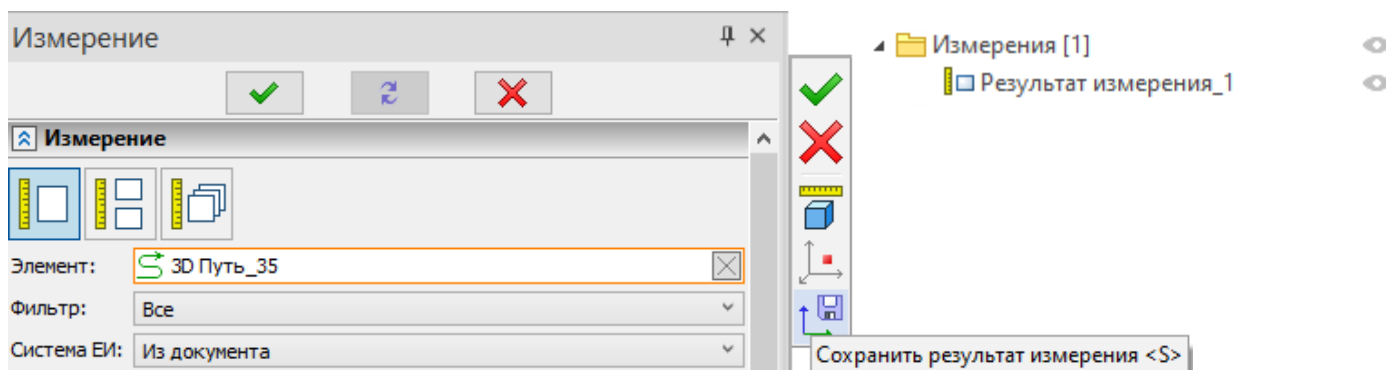 Измерение
Измерение
Элемент: 3D Путь_35
Фильтр: Все
Система ЕИ: Из документа
Сохранить результат измерения <S>
Измерения [1]
Результат измерения_1